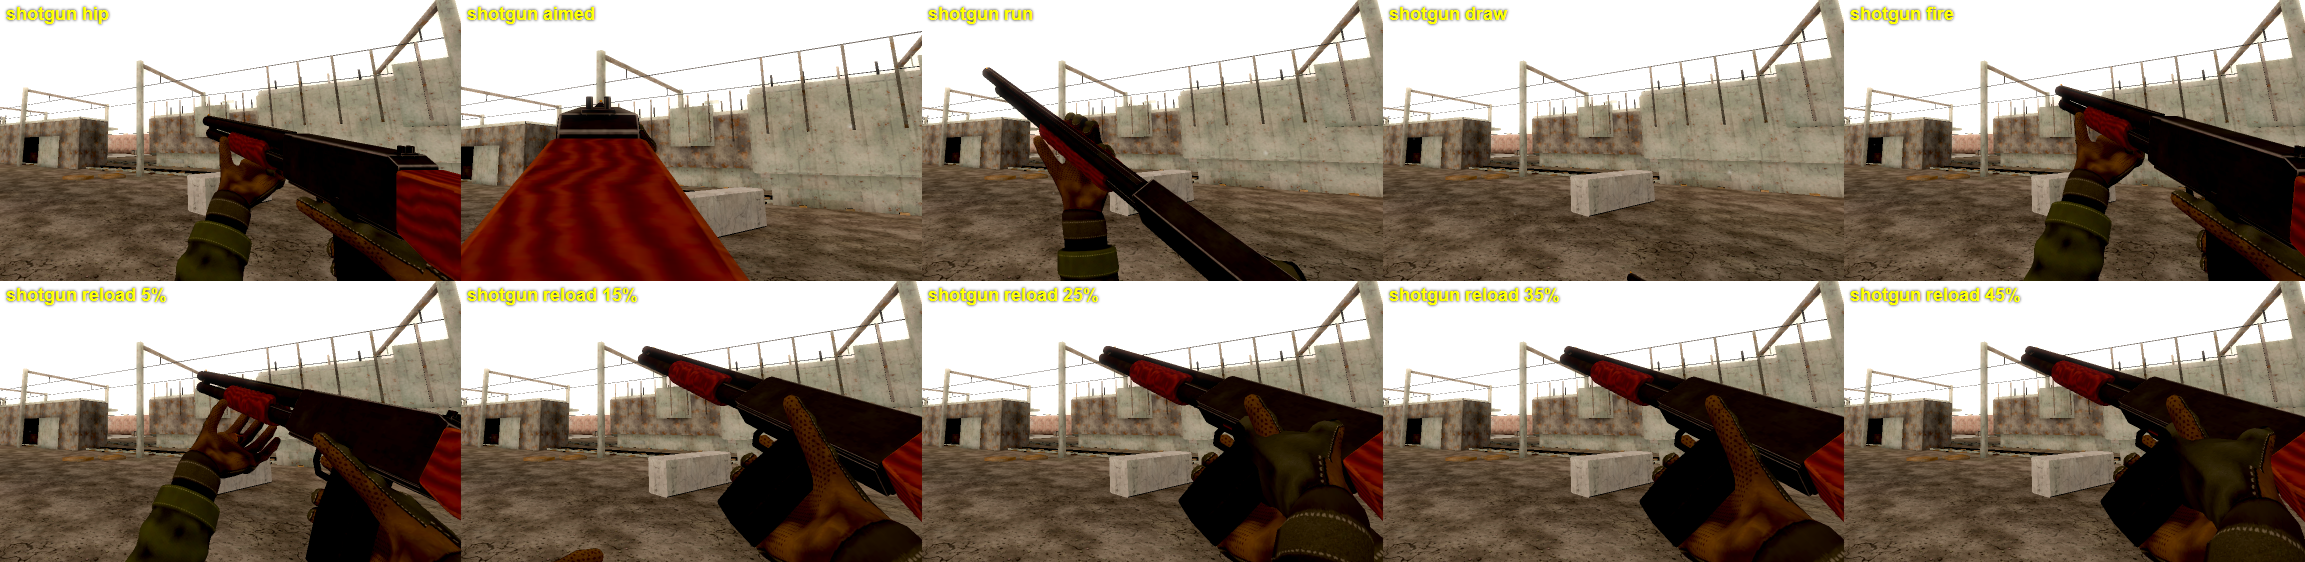 shotgun hip
shotgun aimed
shotgun run
shotgun draw
shotgun fire
shotgun reload 5%
shotgun reload 15%
shotgun reload 25%
shotgun reload 35%
shotgun reload 45%